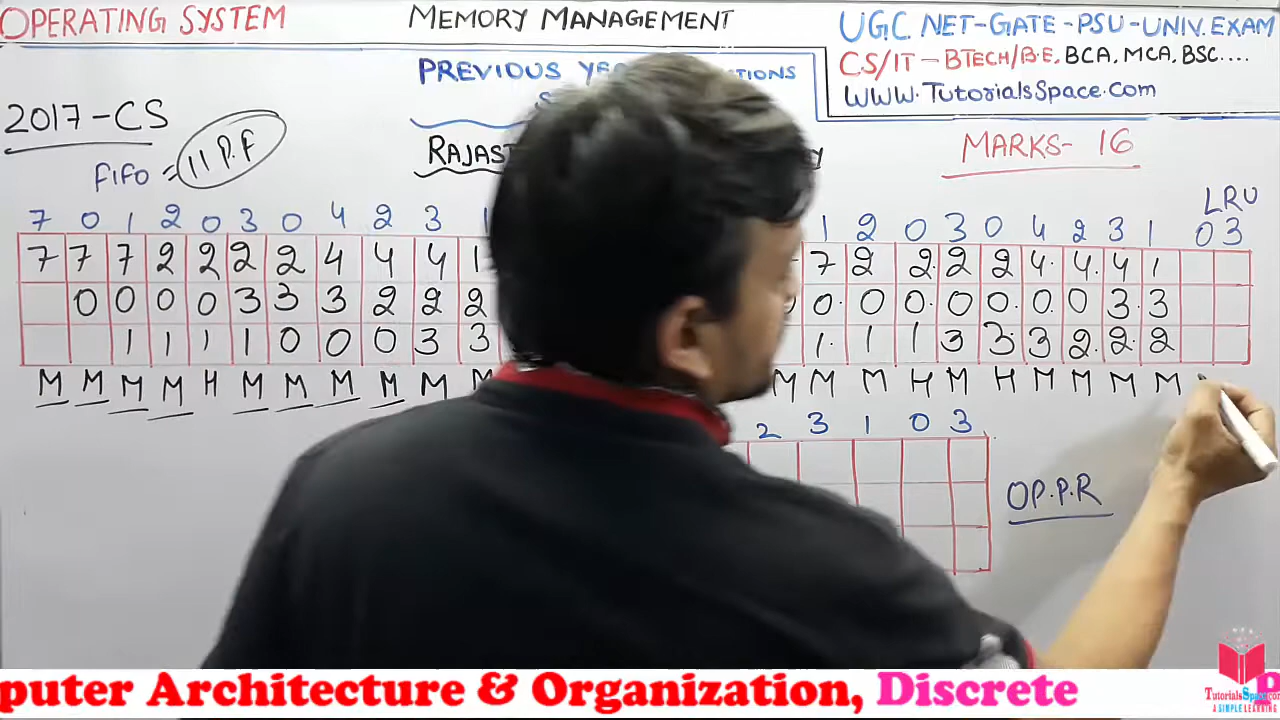 OPERATING SYSTEM
MEMORY MANAGEMENT
UGC NET-GATE-PSU-UNIV.EXAM
CS/IT-BTECH/B.E, BCA, MCA, BSC....
WWW.TutorialsSpace.com
PREVIOUS
2017-CS
FIFO = 11 P.F
MARKS- 16
LRU
7 0 1 2 0 3 0 4 2 3 1
7 7 7 2 2 2 2 4 4 4 1
0 0 0 0 3 3 3 2 2 2
1 1 1 1 0 0 0 3 3
M M M M H M M M M M M
1 2 0 3 0 4 2 3 1 0 3
7 2 2. 2 2 4. 4. 4 1
0. 0 0. 0. 0. 0. 0 3 3
1. 1 1 3 3. 3 2. 2. 2
M M M H M H M M M M
2 3 1 0 3
OP.P.R
puter Architecture & Organization, Discrete
TutorialsSpace.com
A SIMPLE LEARNING